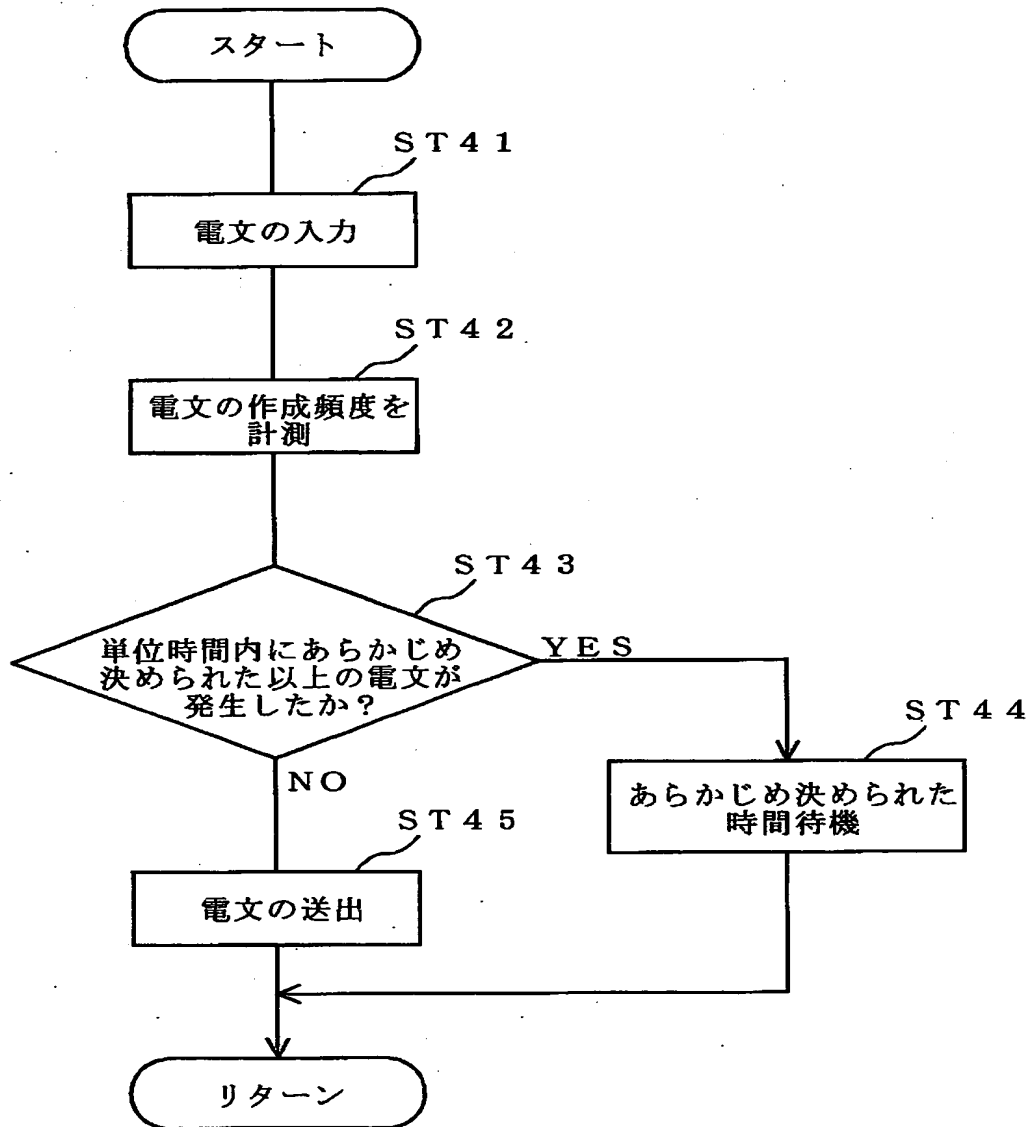 スタート
ST41
電文の入力
ST42
電文の作成頻度を
計測
ST43
単位時間内にあらかじめ
決められた以上の電文が
発生したか?
YES
NO
ST44
あらかじめ決められた
時間待機
ST45
電文の送出
リターン